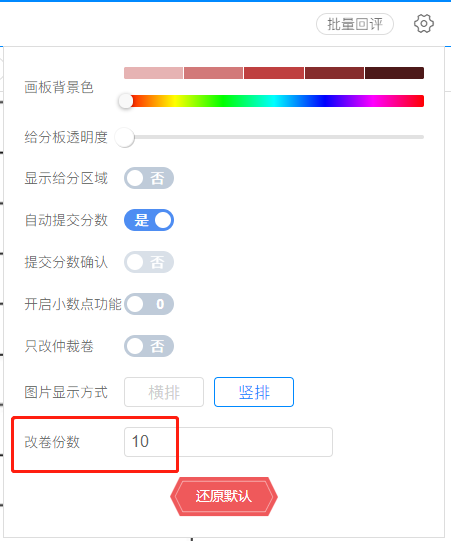 批量回评
画板背景色
给分板透明度
显示给分区域 否
自动提交分数 是
提交分数确认 否
开启小数点功能 0
只改仲裁卷 否
图片显示方式 横排 竖排
改卷份数 10
还原默认